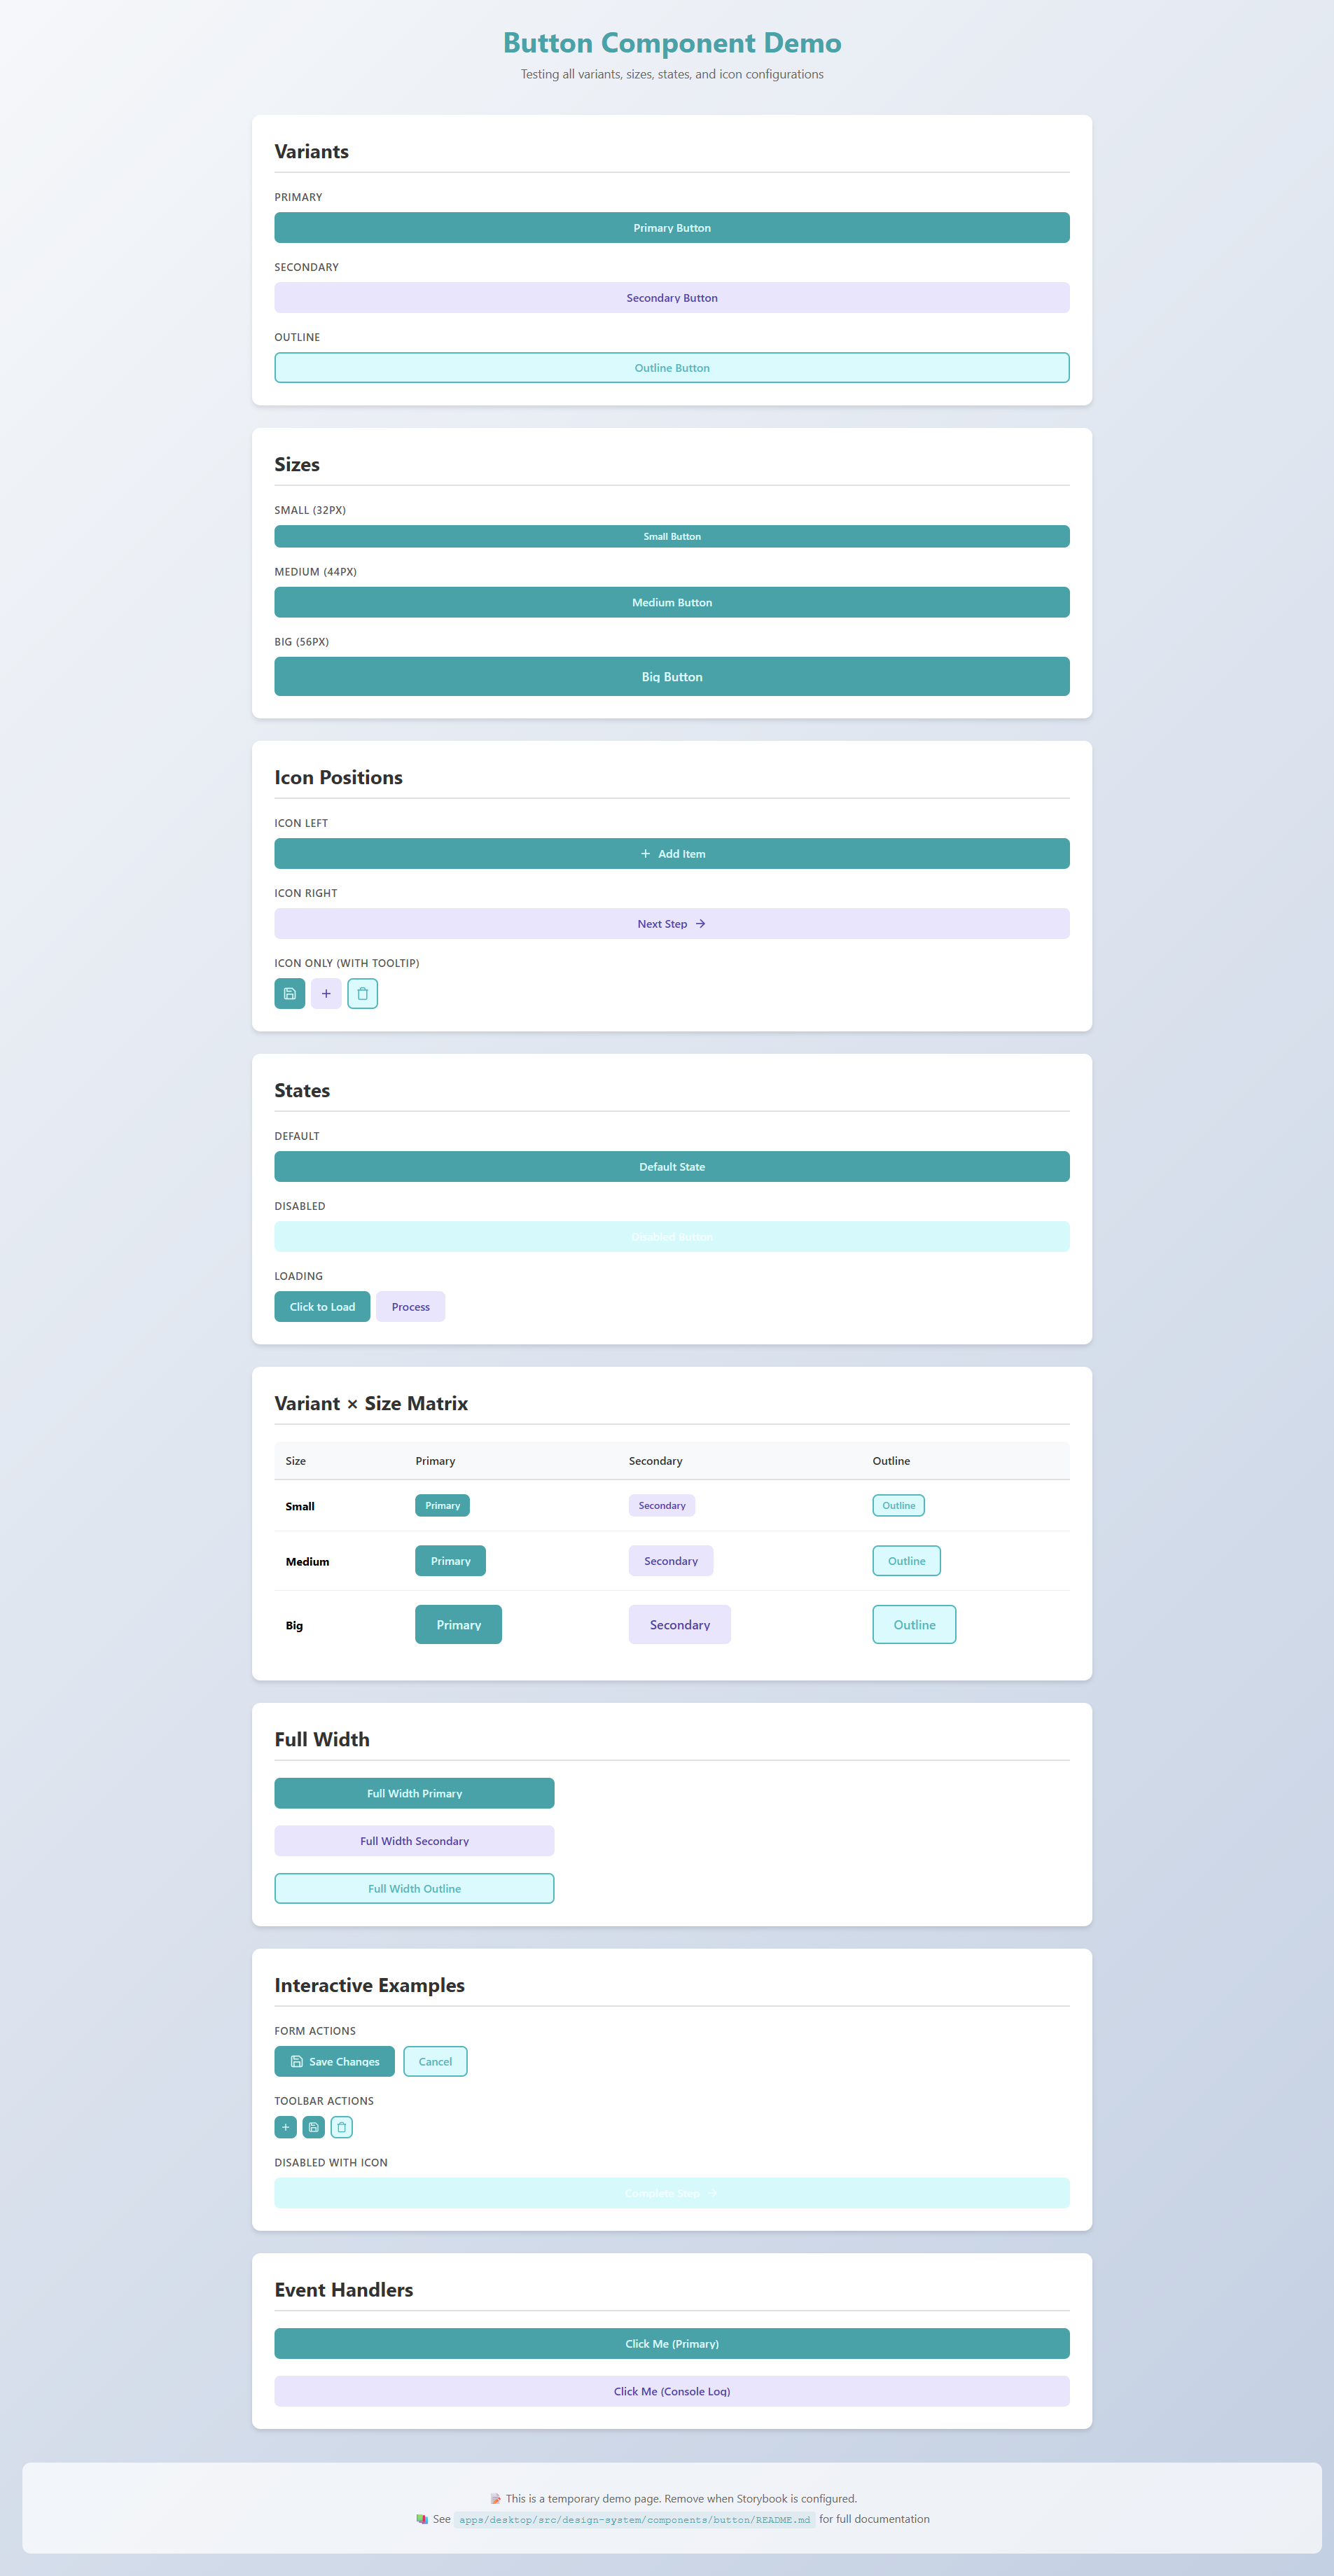 Button Component Demo
Testing all variants, sizes, states, and icon configurations
Variants
PRIMARY
Primary Button
SECONDARY
Secondary Button
OUTLINE
Outline Button
Sizes
SMALL (32PX)
Small Button
MEDIUM (44PX)
Medium Button
BIG (56PX)
Big Button
Icon Positions
ICON LEFT
Add Item
ICON RIGHT
Next Step →
ICON ONLY (WITH TOOLTIP)
States
DEFAULT
Default State
DISABLED
Disabled Button
LOADING
Click to Load Process
Variant × Size Matrix
Size Primary Secondary Outline
Small Primary Secondary Outline
Medium Primary Secondary Outline
Big Primary Secondary Outline
Full Width
Full Width Primary
Full Width Secondary
Full Width Outline
Interactive Examples
FORM ACTIONS
Save Changes Cancel
TOOLBAR ACTIONS
DISABLED WITH ICON
Complete Step →
Event Handlers
Click Me (Primary)
Click Me (Console Log)
This is a temporary demo page. Remove when Storybook is configured.
See apps/desktop/src/design-system/components/button/README.md for full documentation